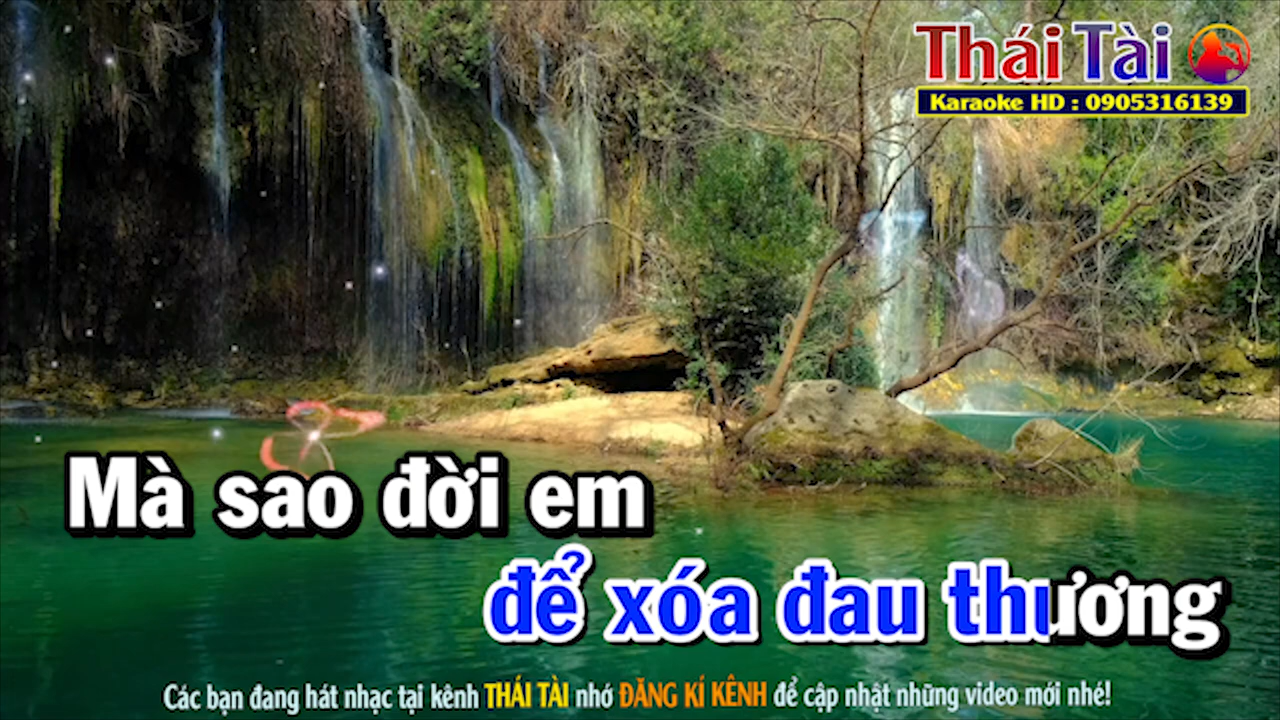 Thái Tài
Karaoke HD : 0905316139
Mà sao đời em
để xóa đau thương
Các bạn đang hát nhạc tại kênh THÁI TÀI nhớ ĐĂNG KÍ KÊNH để cập nhật những video mới nhé!